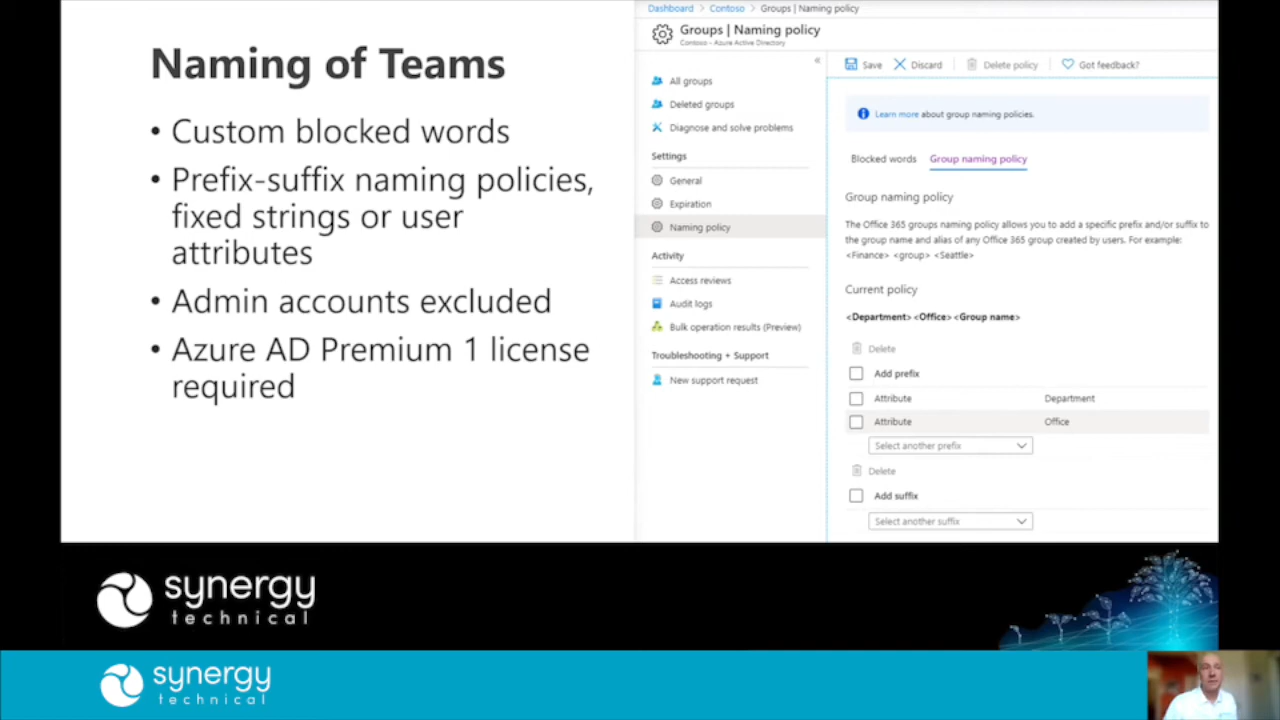 Naming of Teams
• Custom blocked words
• Prefix-suffix naming policies,
fixed strings or user
attributes
• Admin accounts excluded
• Azure AD Premium 1 license
required
Dashboard > Contoso > Groups | Naming policy
Groups | Naming policy
Contoso - Azure Active Directory
«
All groups
Deleted groups
Diagnose and solve problems
Settings
General
Expiration
Naming policy
Activity
Access reviews
Audit logs
Bulk operation results (Preview)
Troubleshooting + Support
New support request
Save Discard Delete policy Got feedback?
Learn more about group naming policies.
Blocked words Group naming policy
Group naming policy
The Office 365 groups naming policy allows you to add a specific prefix and/or suffix to
the group name and alias of any Office 365 group created by users. For example:
<Finance> <group> <Seattle>
Current policy
<Department> <Office> <Group name>
Delete
Add prefix
Attribute Department
Attribute Office
Select another prefix
Delete
Add suffix
Select another suffix
synergy
technical
synergy
technical